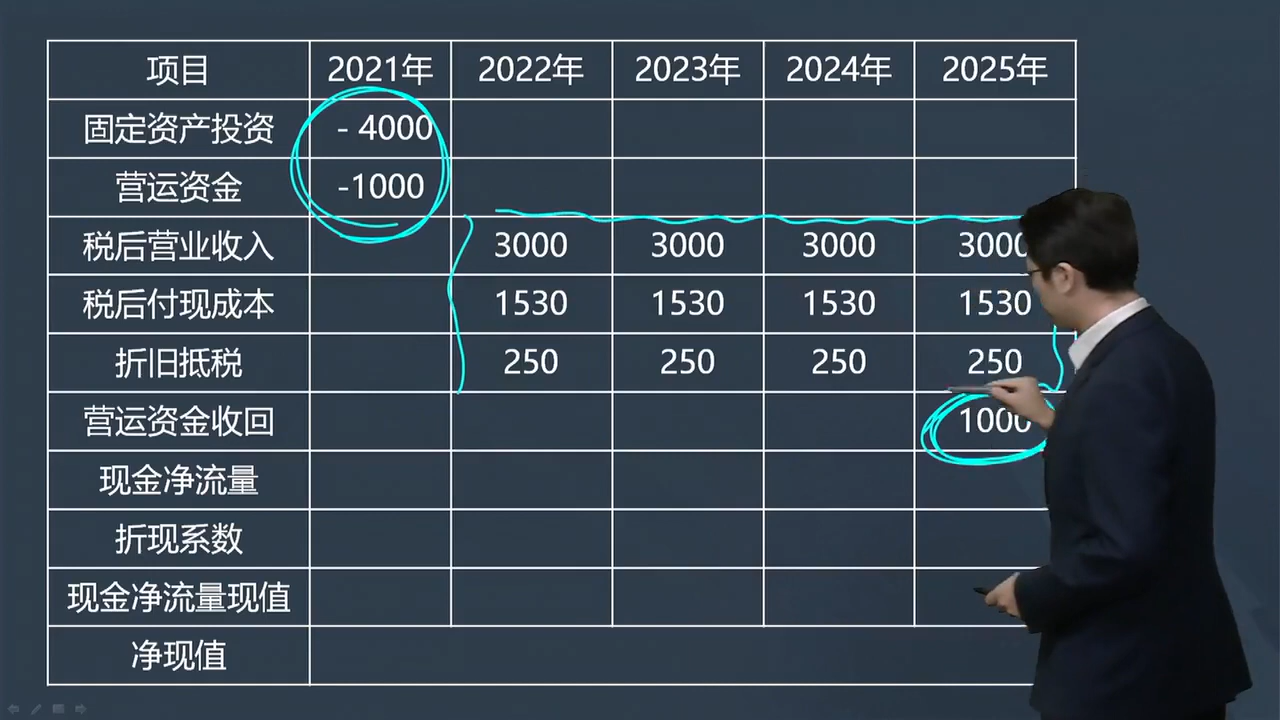 项目 2021年 2022年 2023年 2024年 2025年
固定资产投资 - 4000
营运资金 -1000
税后营业收入 3000 3000 3000 3000
税后付现成本 1530 1530 1530 1530
折旧抵税 250 250 250 250
营运资金收回 1000
现金净流量
折现系数
现金净流量现值
净现值